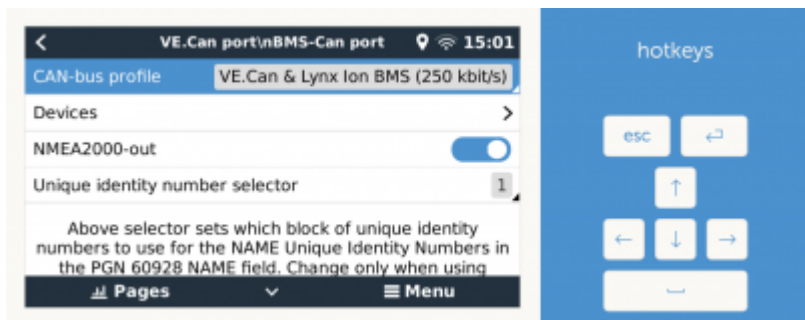 VE.Can port\nBMS-Can port 15:01
CAN-bus profile VE.Can & Lynx Ion BMS (250 kbit/s)
Devices
NMEA2000-out
Unique identity number selector 1
Above selector sets which block of unique identity
numbers to use for the NAME Unique Identity Numbers in
the PGN 60928 NAME field. Change only when using
Pages Menu
hotkeys
esc